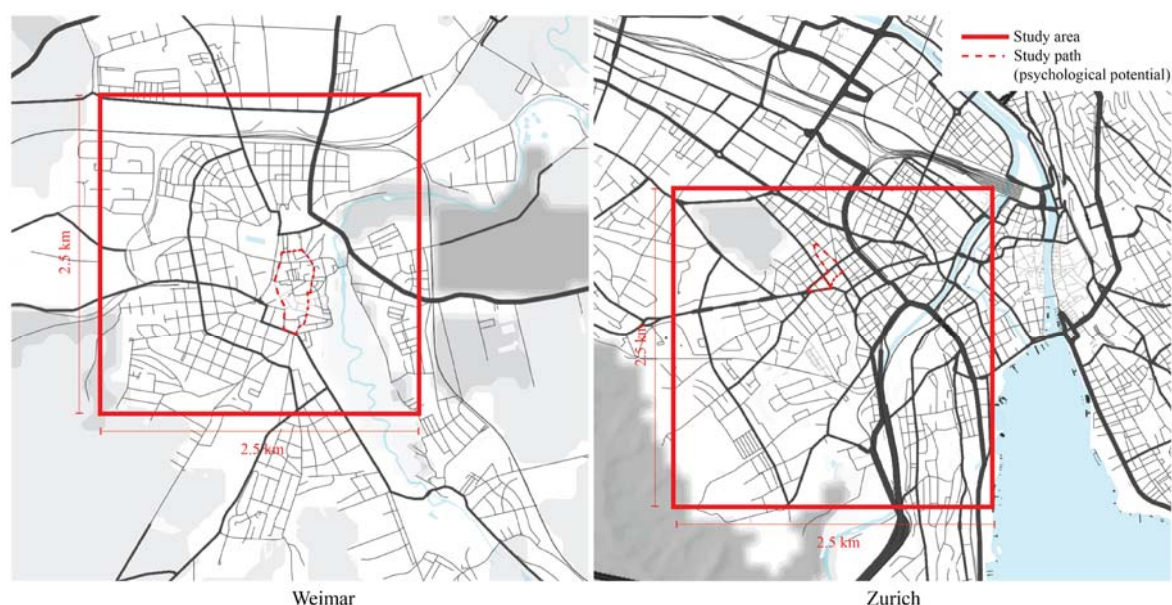 Study area
Study path
(psychological potential)
2.5 km
2.5 km
2.5 km
2.5 km
Weimar
Zurich